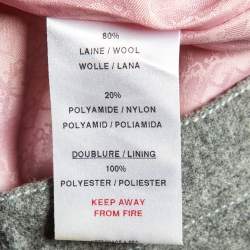 80%
LAINE / WOOL
WOLLE / LANA
20%
POLYAMIDE / NYLON
POLYAMID / POLIAMIDA
DOUBLURE / LINING
100%
POLYESTER / POLIESTER
KEEP AWAY
FROM FIRE